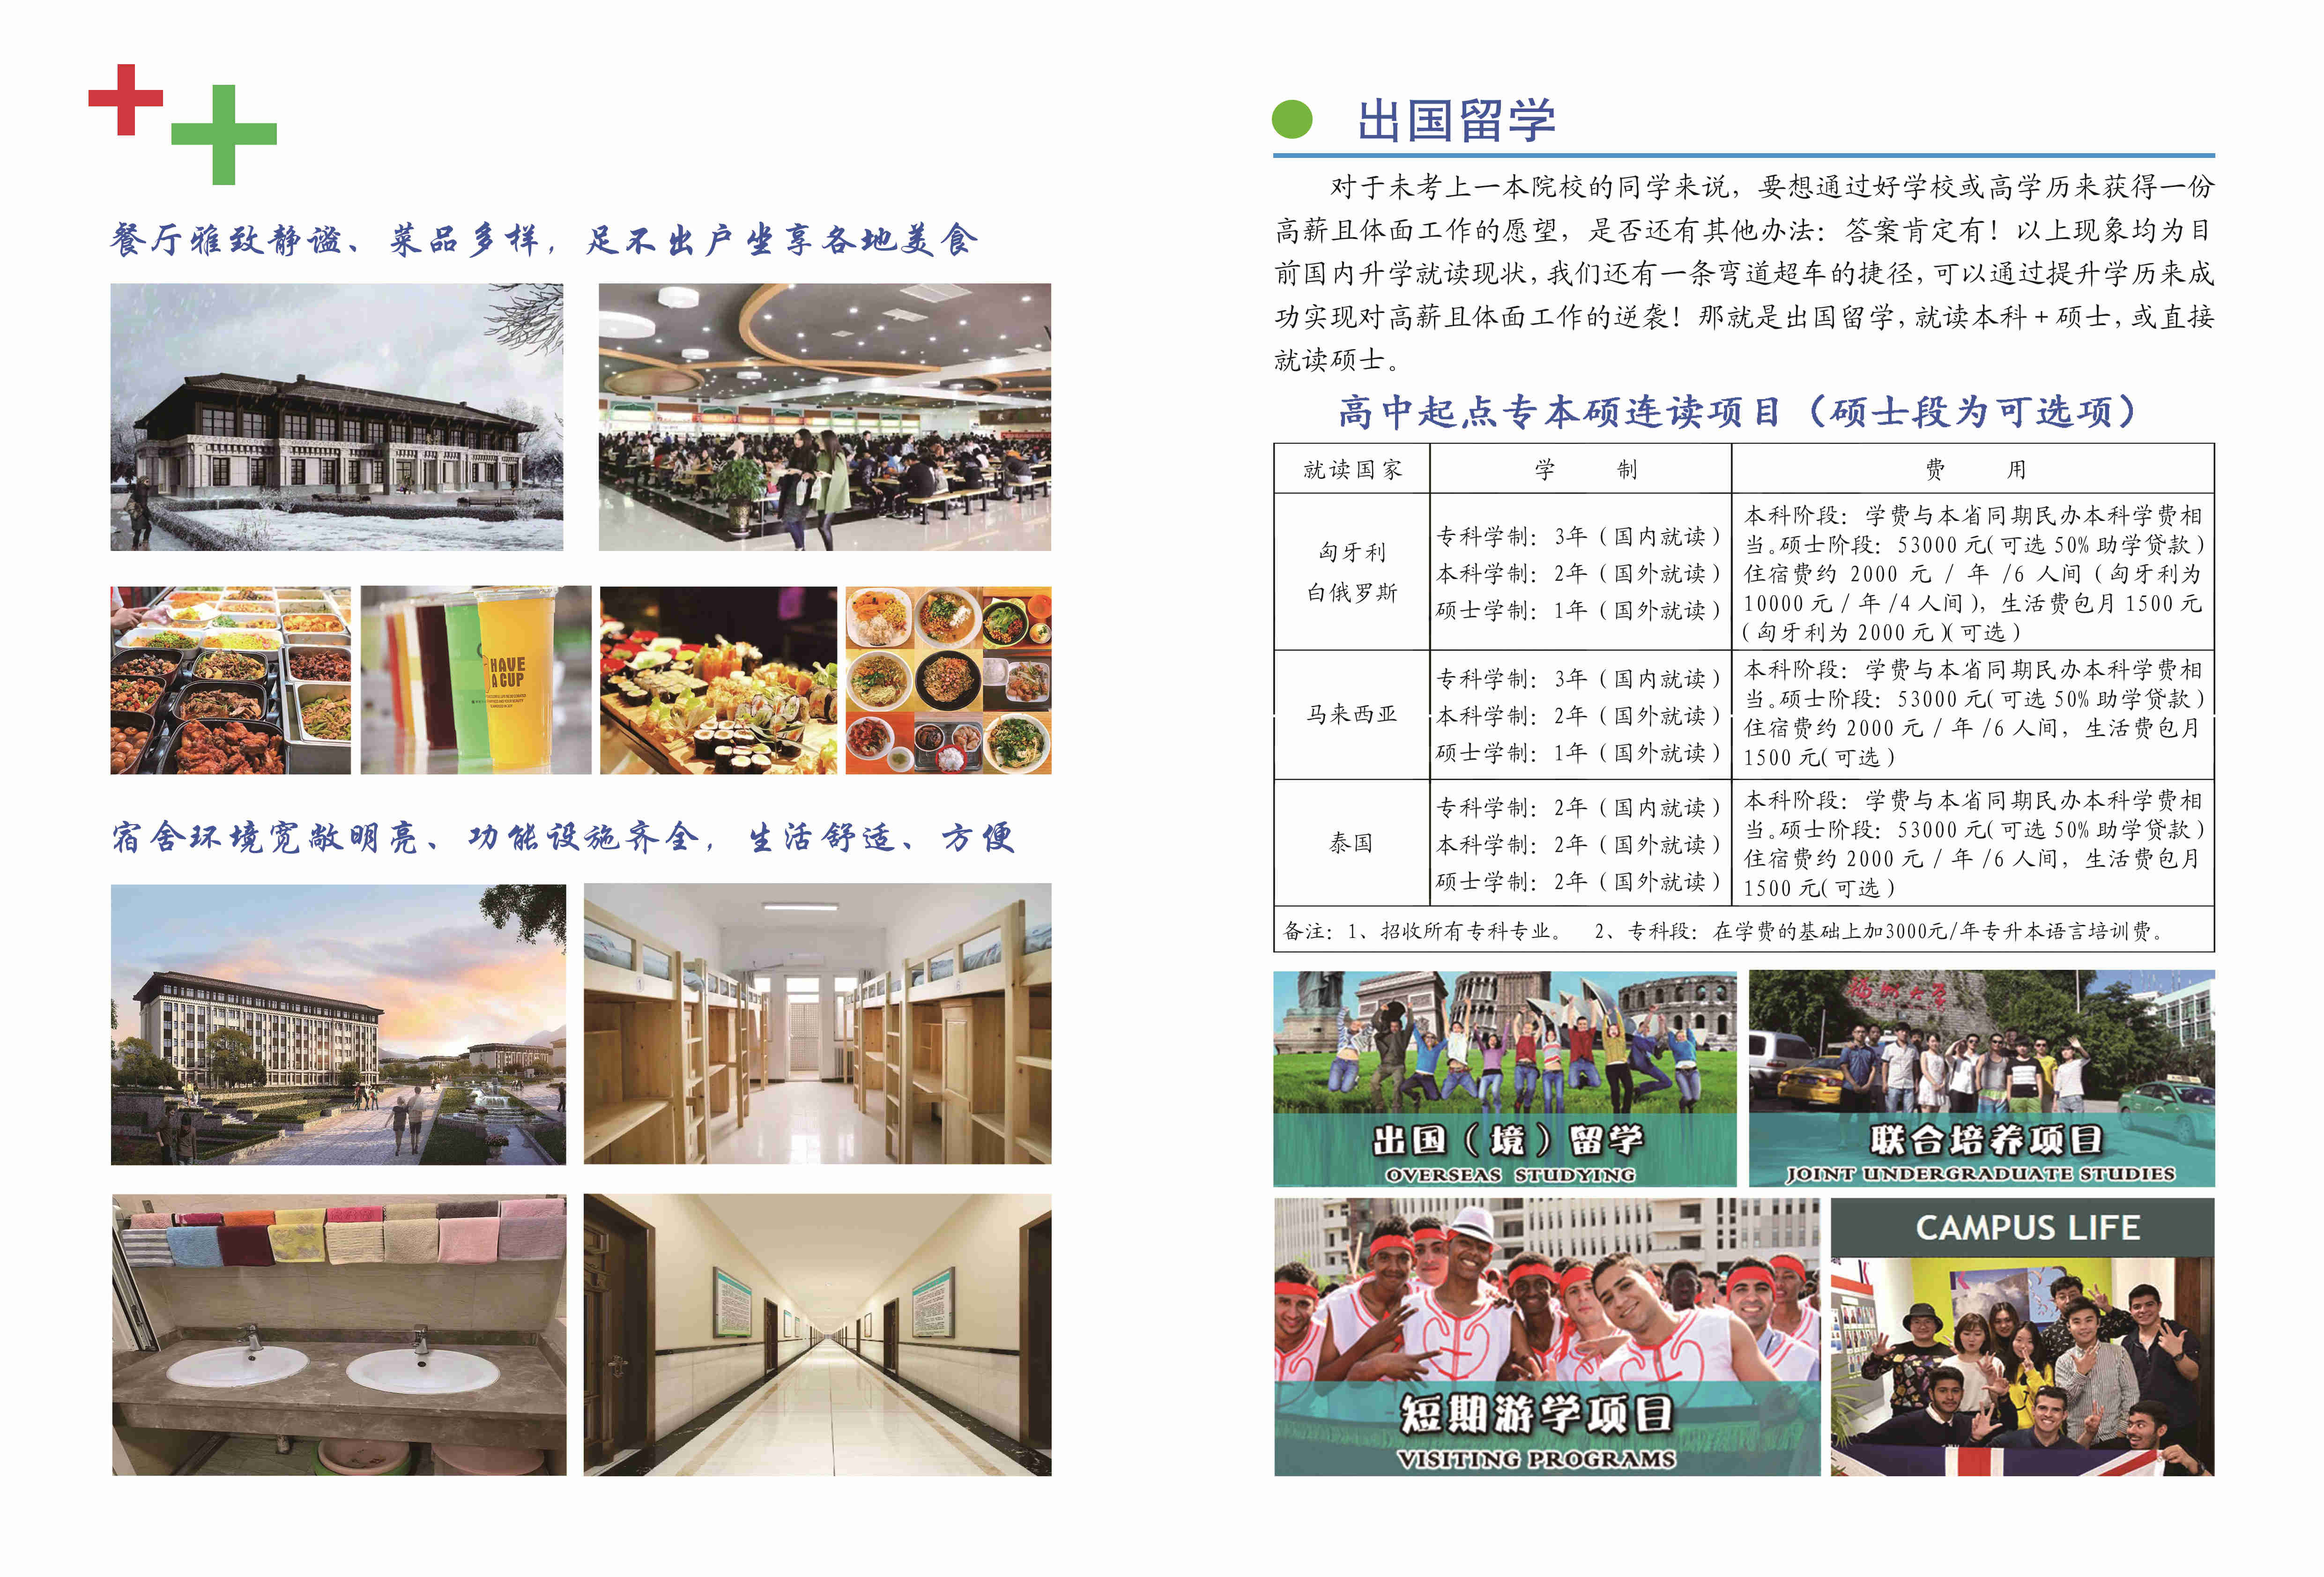 餐厅雅致静谧、菜品多样，足不出户坐享各地美食
HAVE
A CUP
宿舍环境宽敞明亮、功能设施齐全，生活舒适、方便
出国留学
对于未考上一本院校的同学来说，要想通过好学校或高学历来获得一份
高薪且体面工作的愿望，是否还有其他办法：答案肯定有！以上现象均为目
前国内升学就读现状，我们还有一条弯道超车的捷径，可以通过提升学历来成
功实现对高薪且体面工作的逆袭！那就是出国留学，就读本科+硕士，或直接
就读硕士。
高中起点专本硕连读项目（硕士段为可选项）
就读国家 学 制 费 用
匈牙利
白俄罗斯
专科学制：3年（国内就读）
本科学制：2年（国外就读）
硕士学制：1年（国外就读）
本科阶段：学费与本省同期民办本科学费相
当。硕士阶段：53000元(可选50%助学贷款)
住宿费约 2000 元 / 年 /6 人间（匈牙利为
10000元/年/4人间)，生活费包月1500元
(匈牙利为2000元)(可选)
马来西亚
专科学制：3年（国内就读）
本科学制：2年（国外就读）
硕士学制：1年（国外就读）
本科阶段：学费与本省同期民办本科学费相
当。硕士阶段：53000元(可选50%助学贷款)
住宿费约2000元/年/6人间，生活费包月
1500元(可选)
泰国
专科学制：2年（国内就读）
本科学制：2年（国外就读）
硕士学制：2年（国外就读）
本科阶段：学费与本省同期民办本科学费相
当。硕士阶段：53000元(可选50%助学贷款)
住宿费约2000元/年/6人间，生活费包月
1500元(可选)
备注：1、招收所有专科专业。 2、专科段：在学费的基础上加3000元/年专升本语言培训费。
出国（境）留学
OVERSEAS STUDYING
福州大学
联合培养项目
JOINT UNDERGRADUATE STUDIES
短期游学项目
VISITING PROGRAMS
CAMPUS LIFE